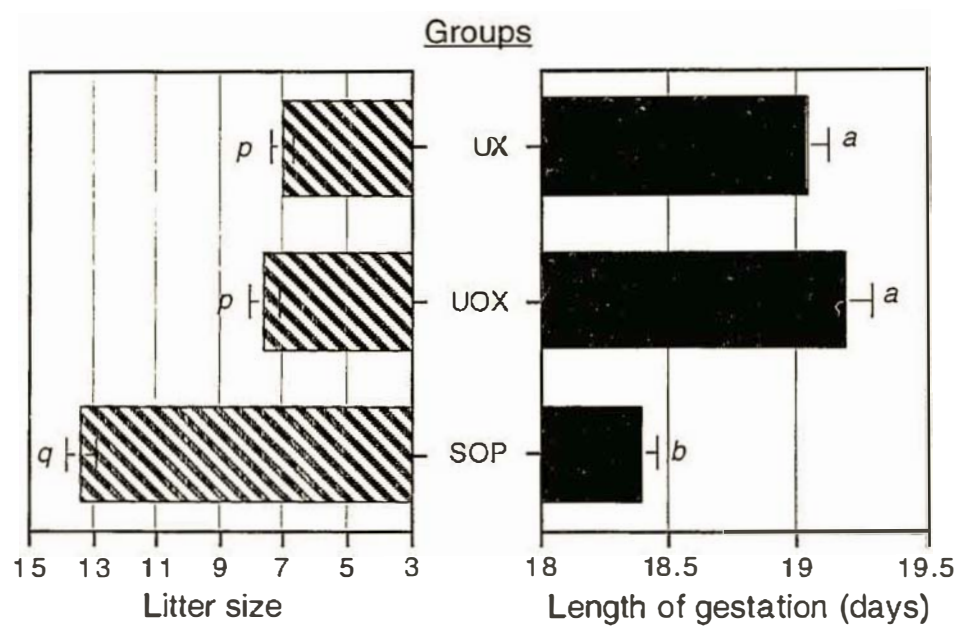 Groups
p UX a
p UOX a
q SOP b
15 13 11 9 7 5 3 18 18.5 19 19.5
Litter size Length of gestation (days)